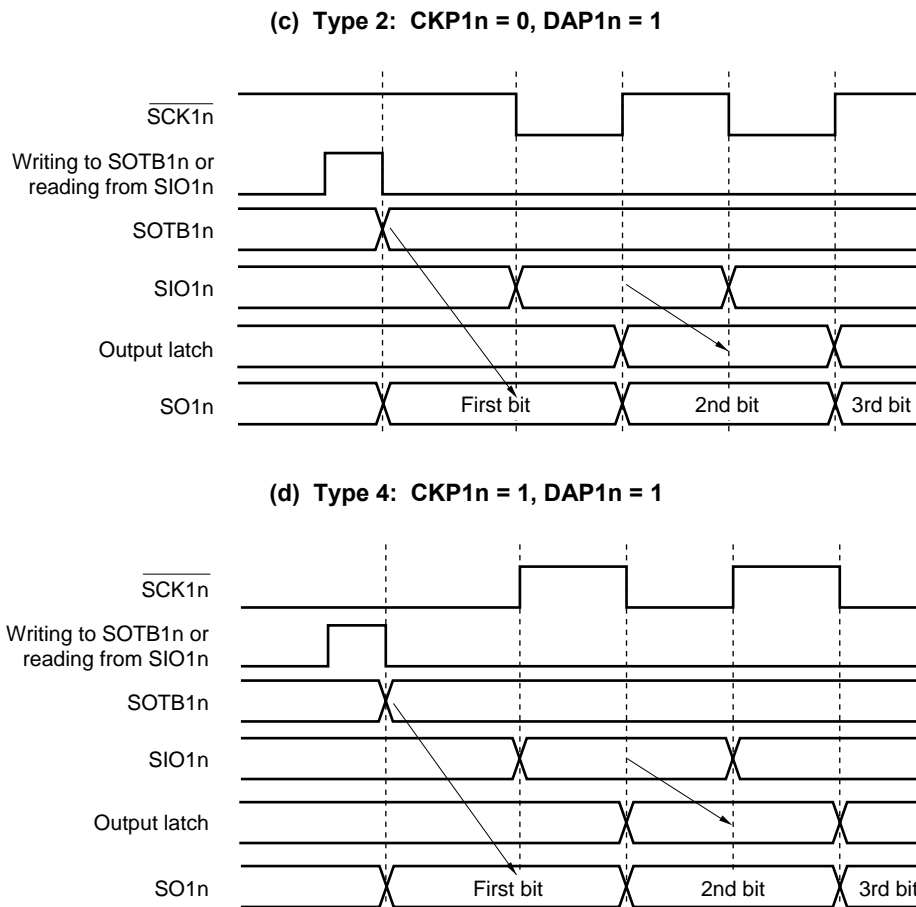 (c) Type 2: CKP1n = 0, DAP1n = 1
SCK1n
Writing to SOTB1n or
reading from SIO1n
SOTB1n
SIO1n
Output latch
SO1n
First bit
2nd bit
3rd bit
(d) Type 4: CKP1n = 1, DAP1n = 1
SCK1n
Writing to SOTB1n or
reading from SIO1n
SOTB1n
SIO1n
Output latch
SO1n
First bit
2nd bit
3rd bit